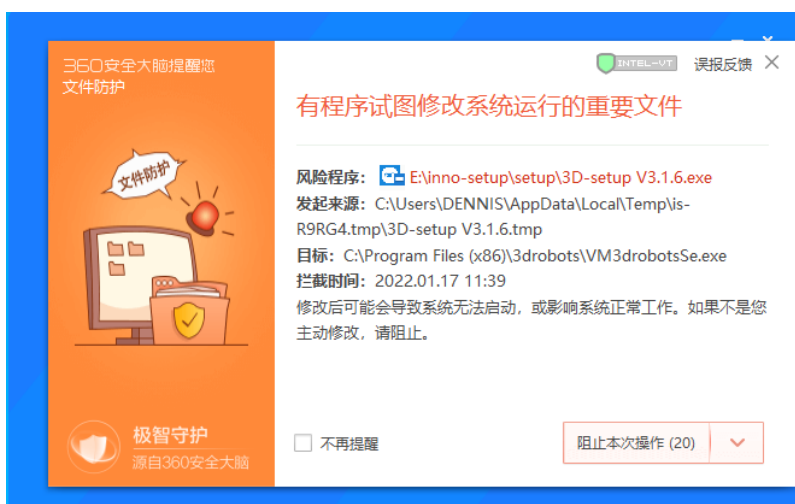 360安全大脑提醒您
文件防护
INTEL-VT
误报反馈
有程序试图修改系统运行的重要文件
文件防护
风险程序： E:\inno-setup\setup\3D-setup V3.1.6.exe
发起来源：C:\Users\DENNIS\AppData\Local\Temp\is-
R9RG4.tmp\3D-setup V3.1.6.tmp
目标：C:\Program Files (x86)\3drobots\VM3drobotsSe.exe
拦截时间：2022.01.17 11:39
修改后可能会导致系统无法启动，或影响系统正常工作。如果不是您
主动修改，请阻止。
极智守护
源自360安全大脑
不再提醒
阻止本次操作 (20)